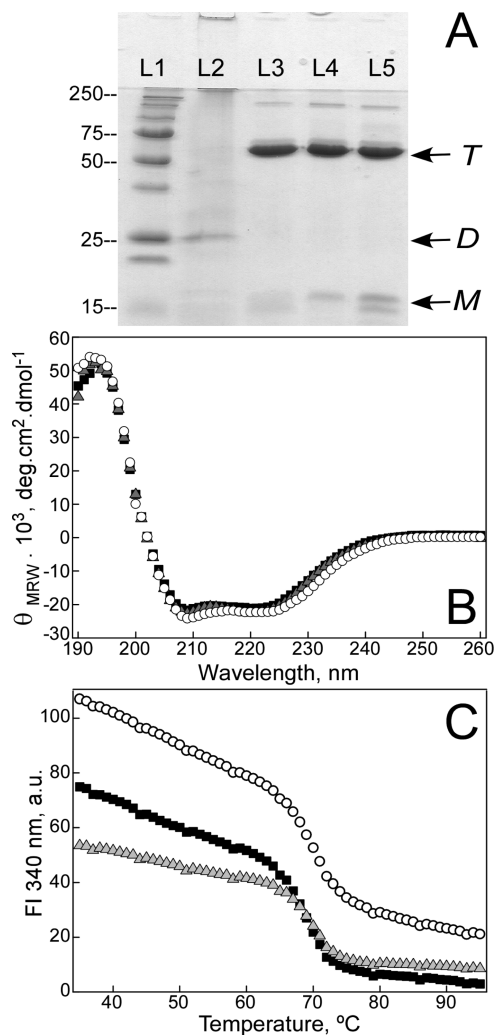 A
L1 L2 L3 L4 L5
250--
75--
50--
25--
15--
T
D
M
60
50
40
30
20
10
0
-10
-20
-30
θMRW · 10³, deg.cm².dmol⁻¹
B
190 200 210 220 230 240 250 260
Wavelength, nm
C
100
80
60
40
20
0
FI 340 nm, a.u.
40 50 60 70 80 90
Temperature, ºC